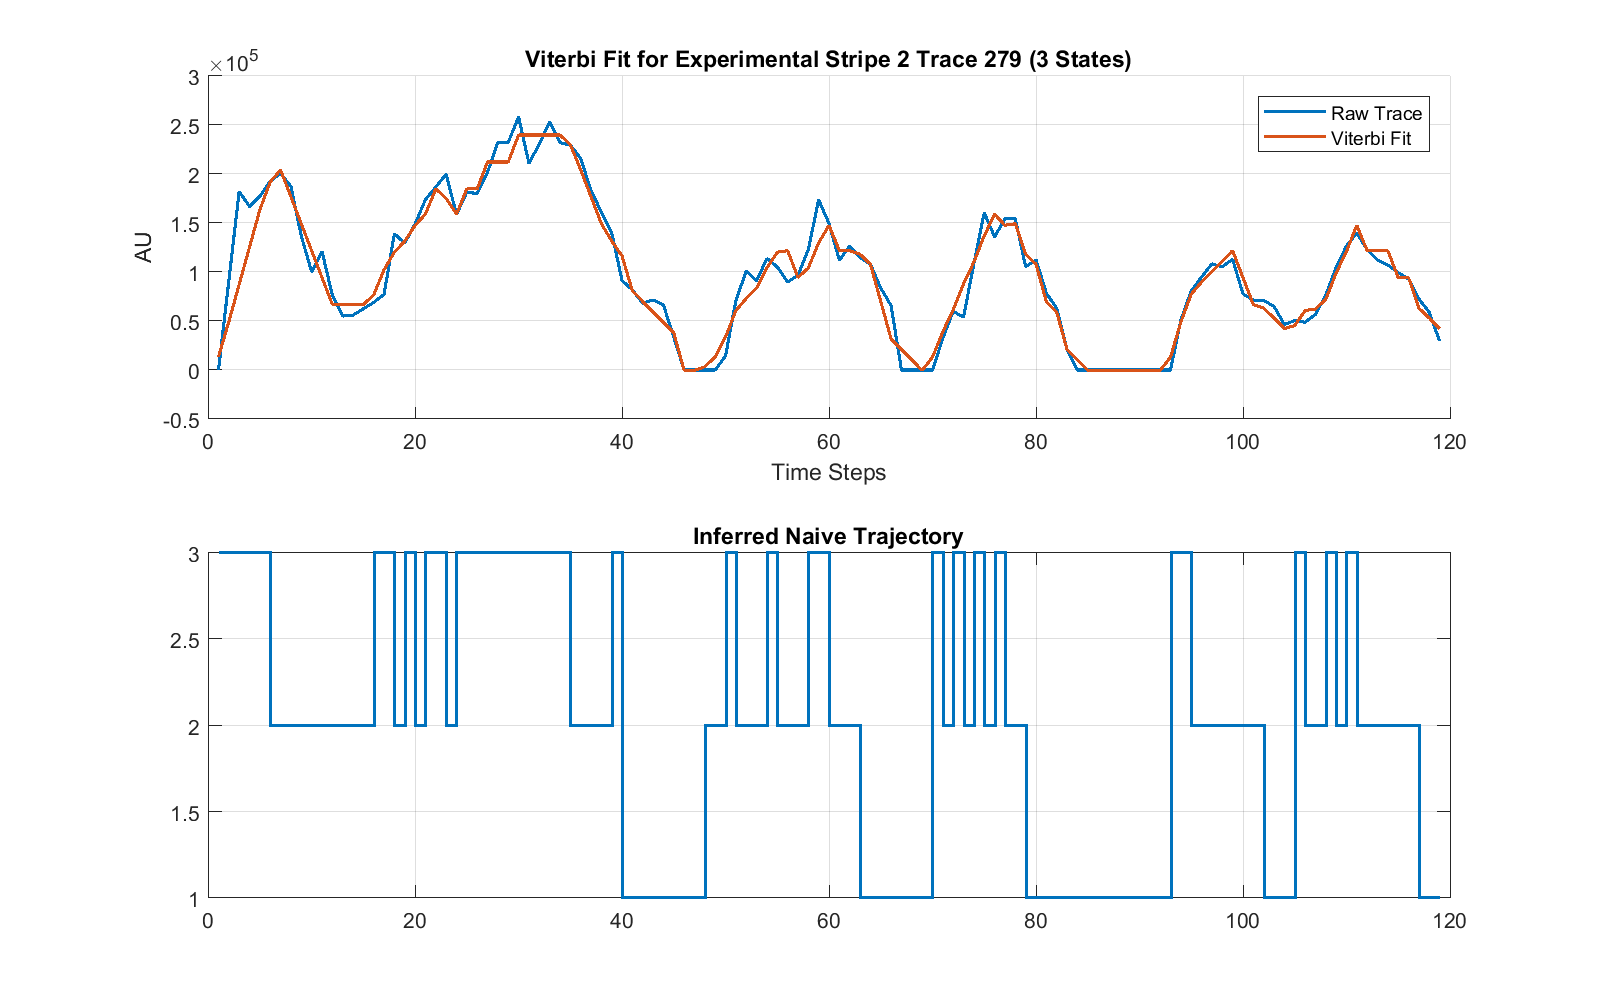 Viterbi Fit for Experimental Stripe 2 Trace 279 (3 States)
×10^5
3
2.5
2
1.5
1
0.5
0
-0.5
AU
Raw Trace
Viterbi Fit
0 20 40 60 80 100 120
Time Steps
Inferred Naive Trajectory
3
2.5
2
1.5
1
0 20 40 60 80 100 120